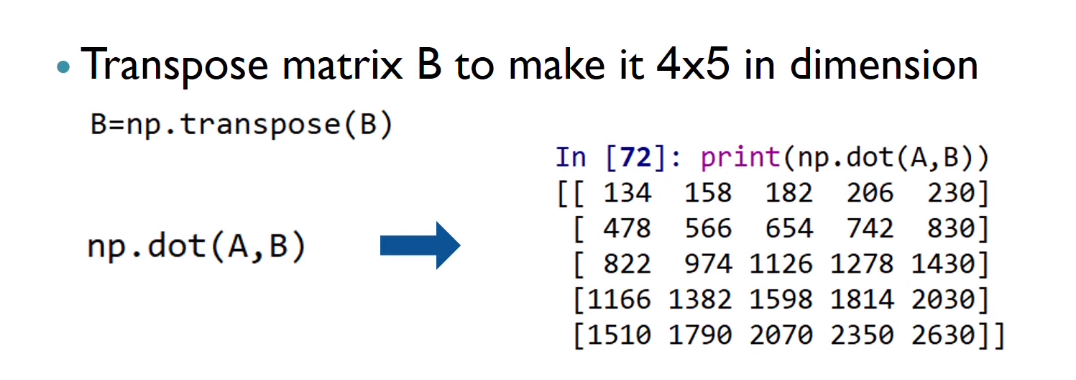 • Transpose matrix B to make it 4x5 in dimension
B=np.transpose(B)
np.dot(A,B)
In [72]: print(np.dot(A,B))
[[ 134  158  182  206  230]
 [ 478  566  654  742  830]
 [ 822  974 1126 1278 1430]
 [1166 1382 1598 1814 2030]
 [1510 1790 2070 2350 2630]]